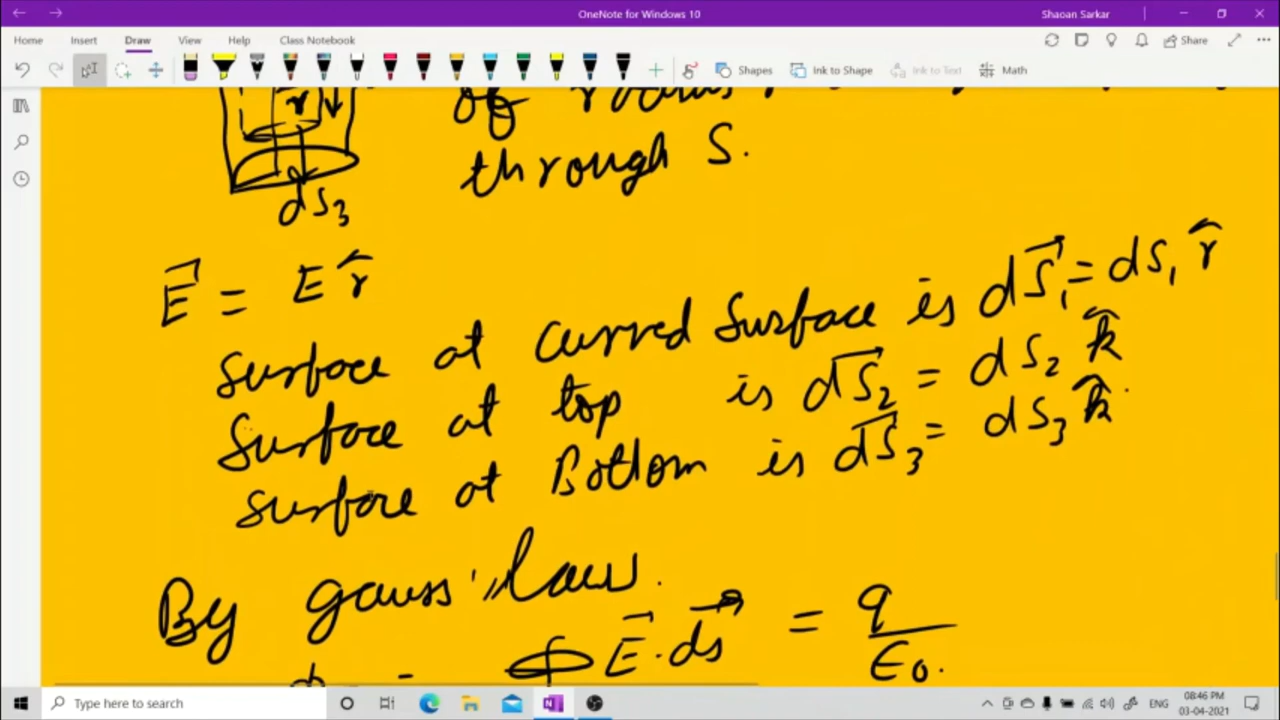 OneNote for Windows 10
Shaoan Sarkar
Home Insert Draw View Help Class Notebook
Share
Shapes Ink to Shape Ink to Text Math
r
of radius
through S.
dS₃
E⃗ = E r̂
Surface at curved Surface is dS⃗₁ = dS₁ r̂
Surface at top is dS⃗₂ = dS₂ k̂
Surface at Bottom is dS⃗₃ = dS₃ k̂.
By gauss' law.
ϕ = ∮ E⃗.ds⃗ = q/ε₀.
Type here to search
ENG
08:46 PM
03-04-2021